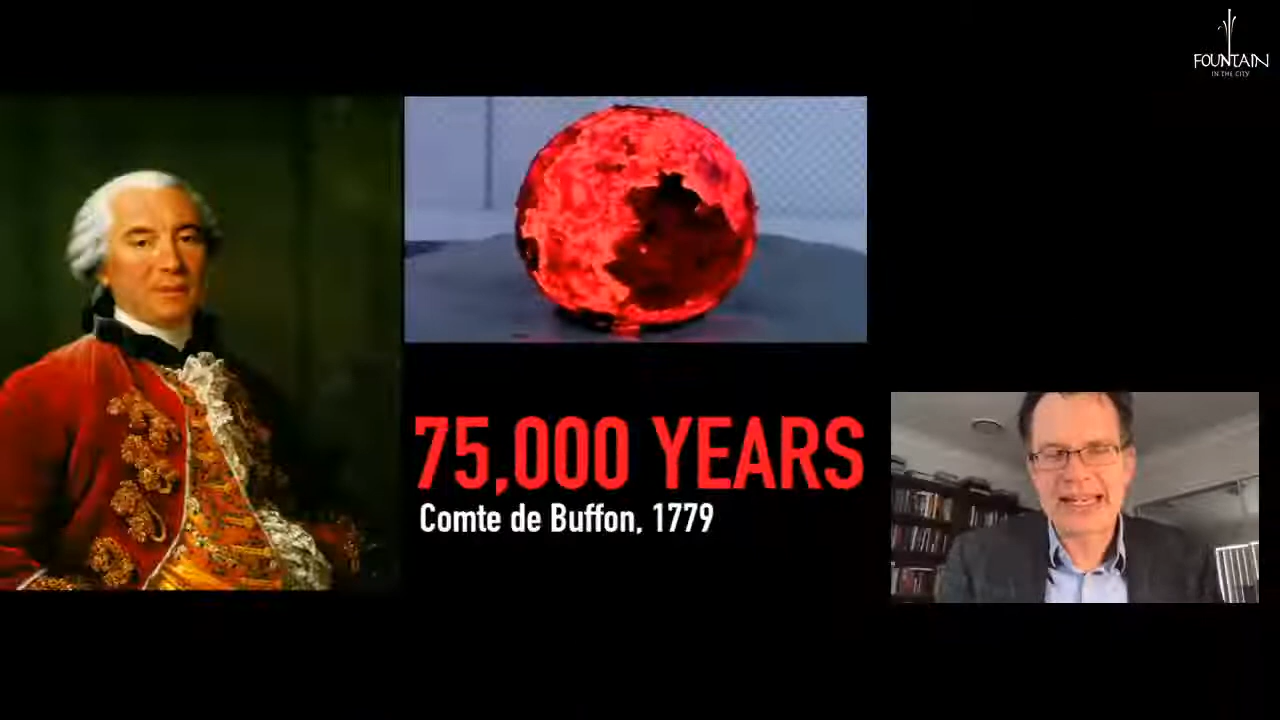 FOUNTAIN
IN THE CITY
75,000 YEARS
Comte de Buffon, 1779